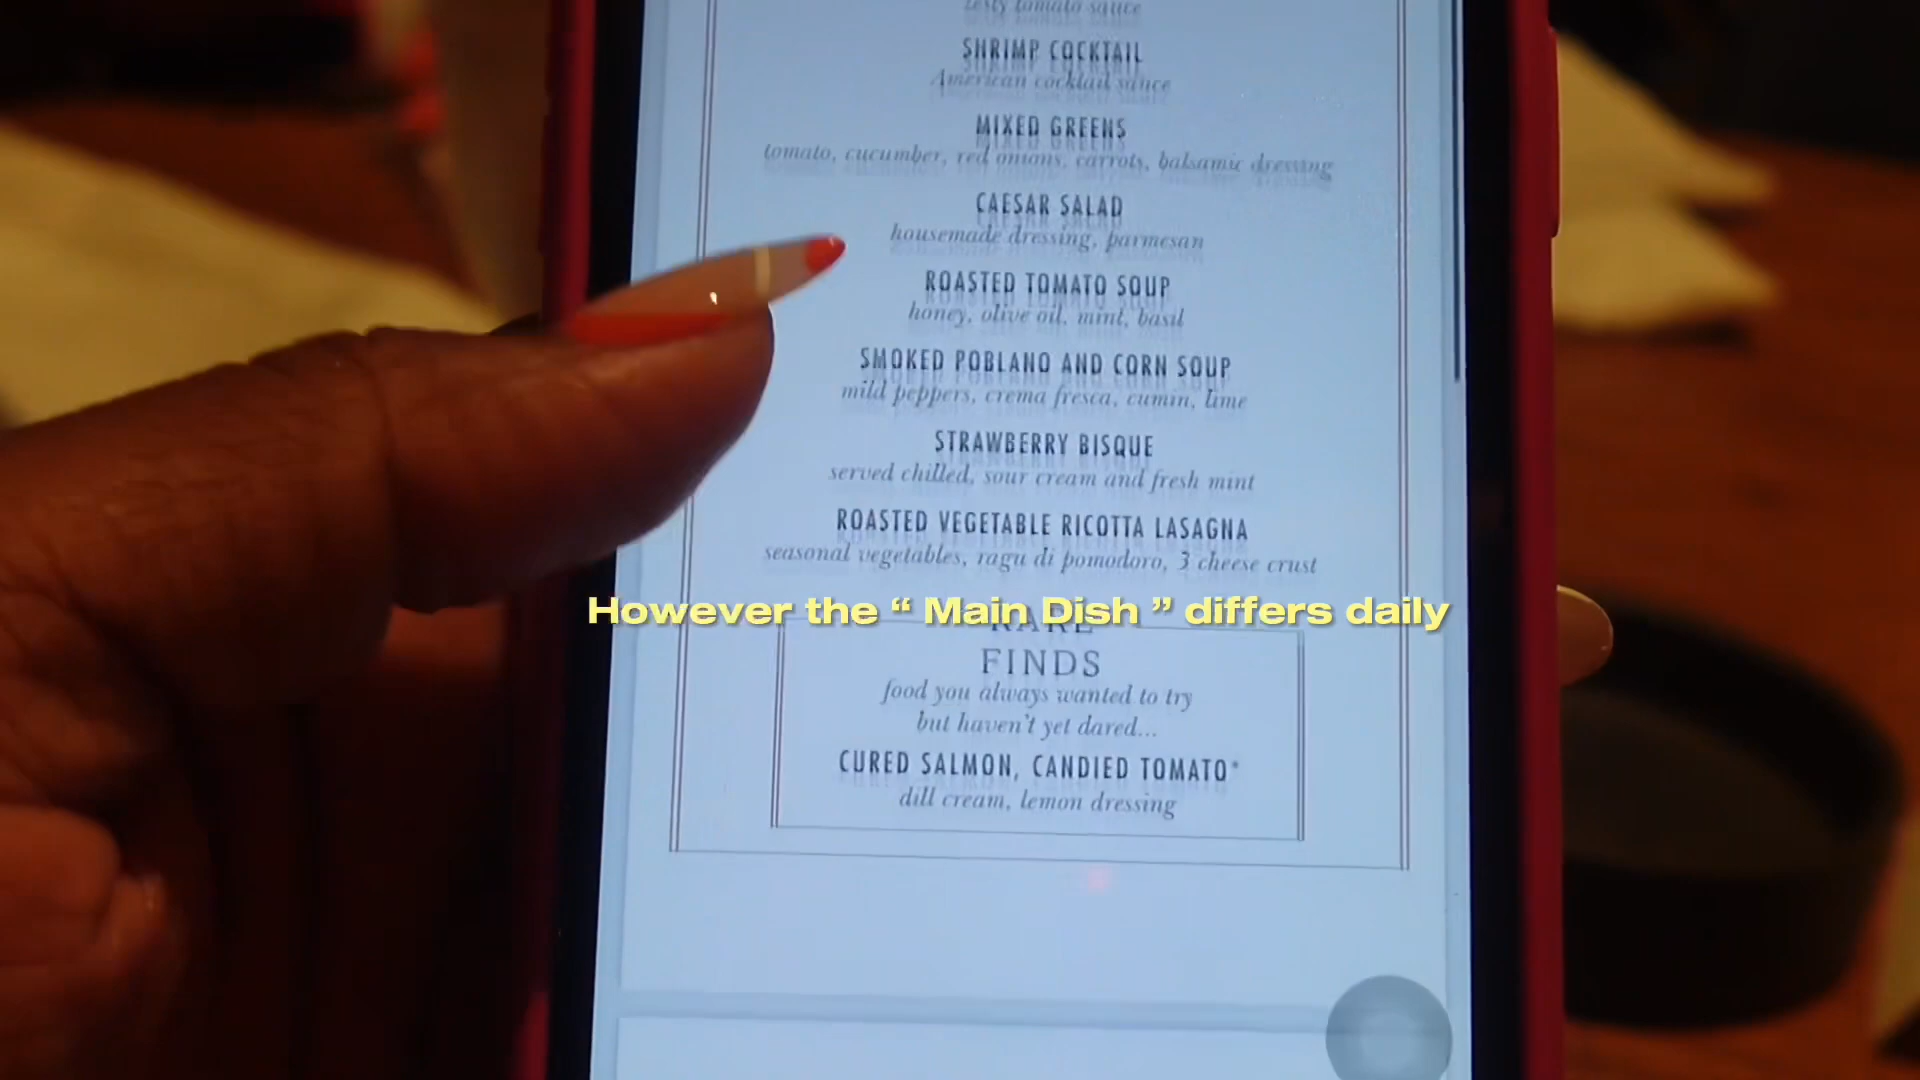 zesty tomato sauce
SHRIMP COCKTAIL
American cocktail sauce
MIXED GREENS
tomato, cucumber, red onions, carrots, balsamic dressing
CAESAR SALAD
housemade dressing, parmesan
ROASTED TOMATO SOUP
honey, olive oil, mint, basil
SMOKED POBLANO AND CORN SOUP
mild peppers, crema fresca, cumin, lime
STRAWBERRY BISQUE
served chilled, sour cream and fresh mint
ROASTED VEGETABLE RICOTTA LASAGNA
seasonal vegetables, ragu di pomodoro, 3 cheese crust
However the “ Main Dish ” differs daily
RARE
FINDS
food you always wanted to try
but haven't yet dared...
CURED SALMON, CANDIED TOMATO*
dill cream, lemon dressing